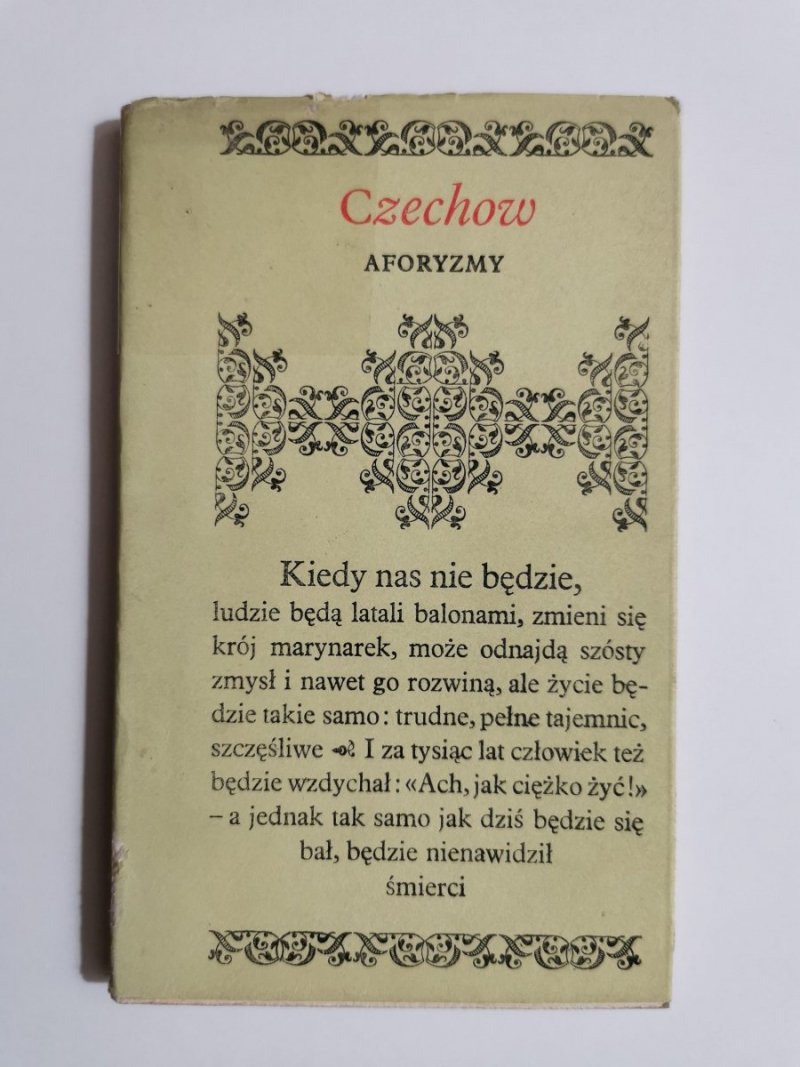 Czechow
AFORYZMY
Kiedy nas nie będzie,
ludzie będą latali balonami, zmieni się
krój marynarek, może odnajdą szósty
zmysł i nawet go rozwiną, ale życie bę-
dzie takie samo: trudne, pełne tajemnic,
szczęśliwe I za tysiąc lat człowiek też
będzie wzdychał: «Ach, jak ciężko żyć!»
– a jednak tak samo jak dziś będzie się
bał, będzie nienawidził
śmierci